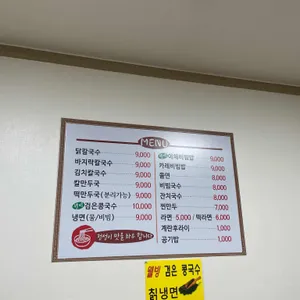 MENU
닭칼국수 9,000
바지락칼국수 9,000
김치칼국수 9,000
칼만두국 9,000
떡만두국(분리가능) 9,000
검은콩국수 10,000
냉면(물/비빔) 9,000
야채비빔밥 9,000
카레비빔밥 9,000
쫄면 9,000
비빔국수 8,000
잔치국수 8,000
찐만두 7,000
라면 5,000 / 떡라면 6,000
계란후라이 1,000
공기밥 1,000
웰빙 검은 콩국수
칡냉면